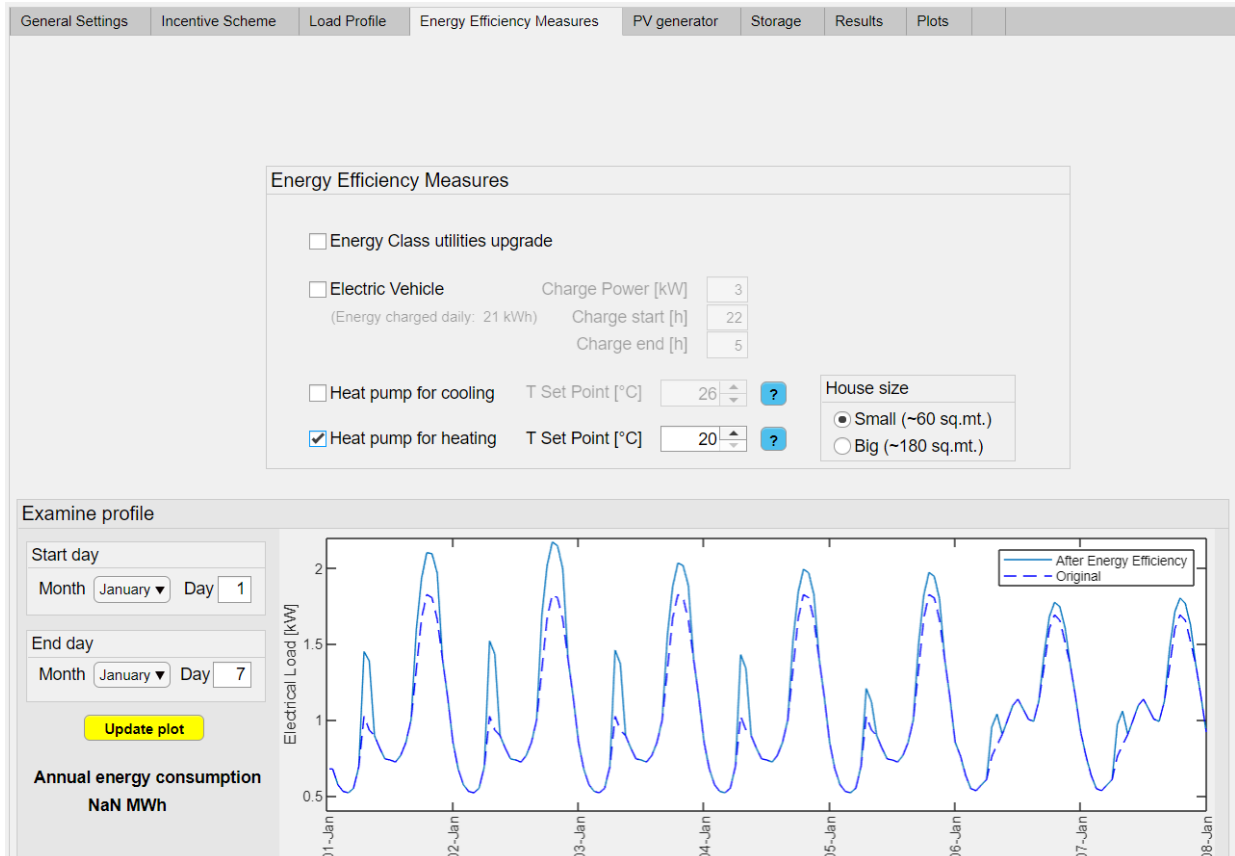 General Settings Incentive Scheme Load Profile Energy Efficiency Measures PV generator Storage Results Plots
Energy Efficiency Measures
Energy Class utilities upgrade
Electric Vehicle Charge Power [kW] 3
(Energy charged daily: 21 kWh) Charge start [h] 22
Charge end [h] 5
Heat pump for cooling T Set Point [°C] 26 ?
House size
Small (~60 sq.mt.)
Heat pump for heating T Set Point [°C] 20 ?
Big (~180 sq.mt.)
Examine profile
Start day
Month January Day 1
End day
Month January Day 7
Update plot
Annual energy consumption
NaN MWh
Electrical Load [kW]
2
1.5
1
0.5
After Energy Efficiency
Original
01-Jan 02-Jan 03-Jan 04-Jan 05-Jan 06-Jan 07-Jan 08-Jan